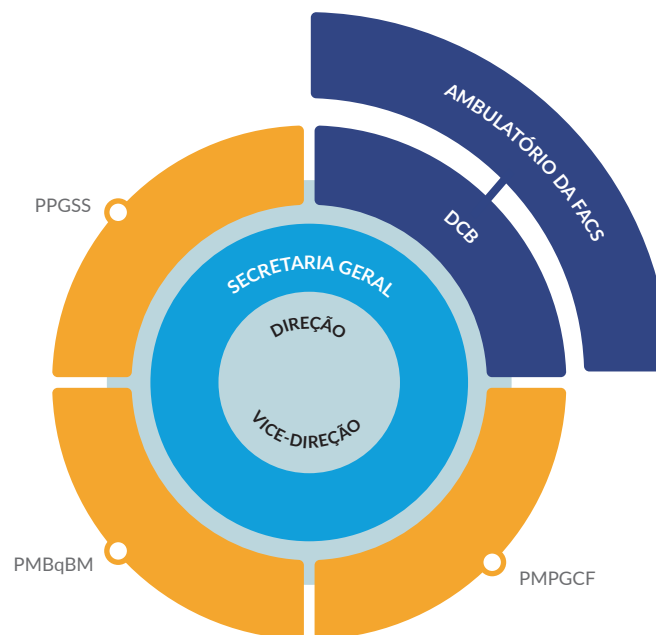 AMBULATÓRIO DA FACS
DCB
PPGSS
SECRETARIA GERAL
DIREÇÃO
VICE-DIREÇÃO
PMBqBM
PMPGCF